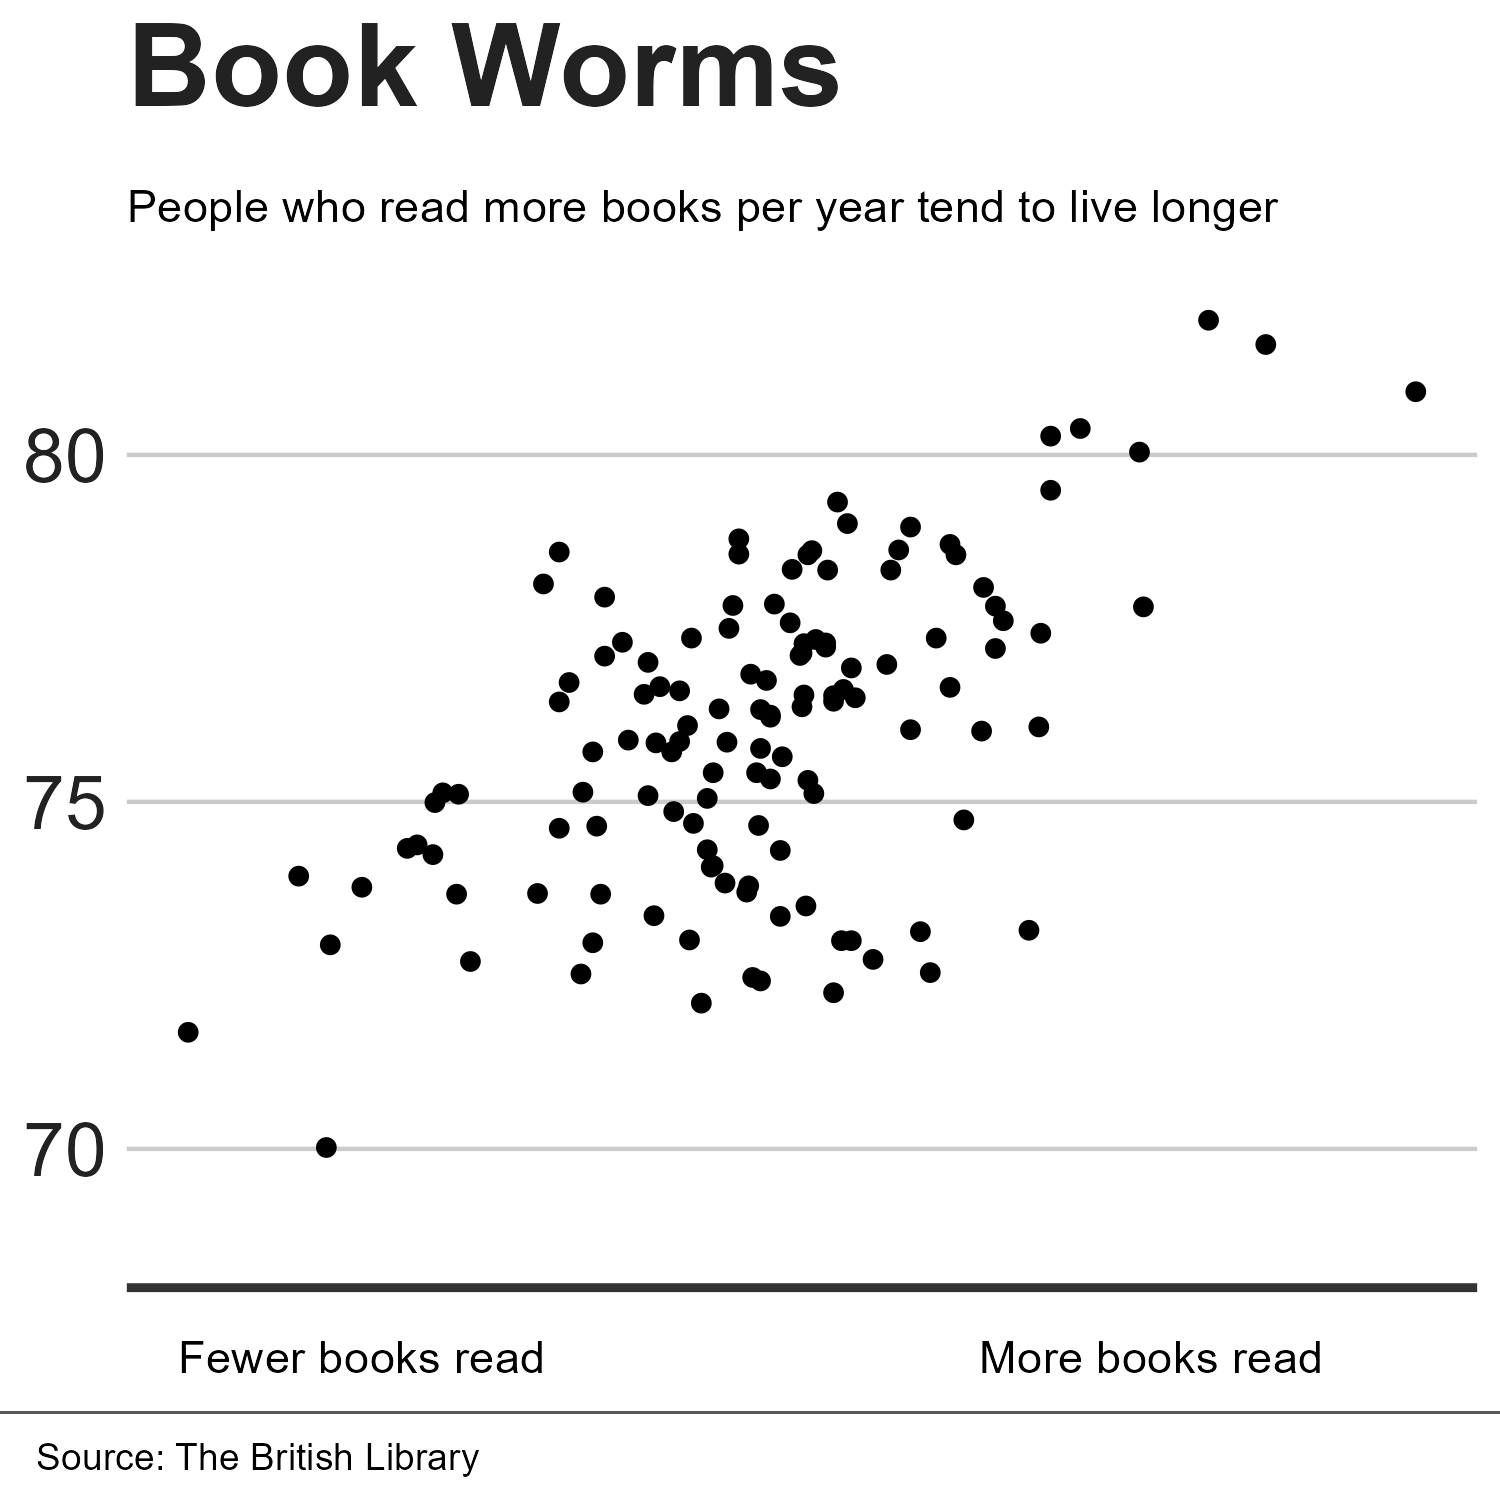 Book Worms
People who read more books per year tend to live longer
80
75
70
Fewer books read
More books read
Source: The British Library